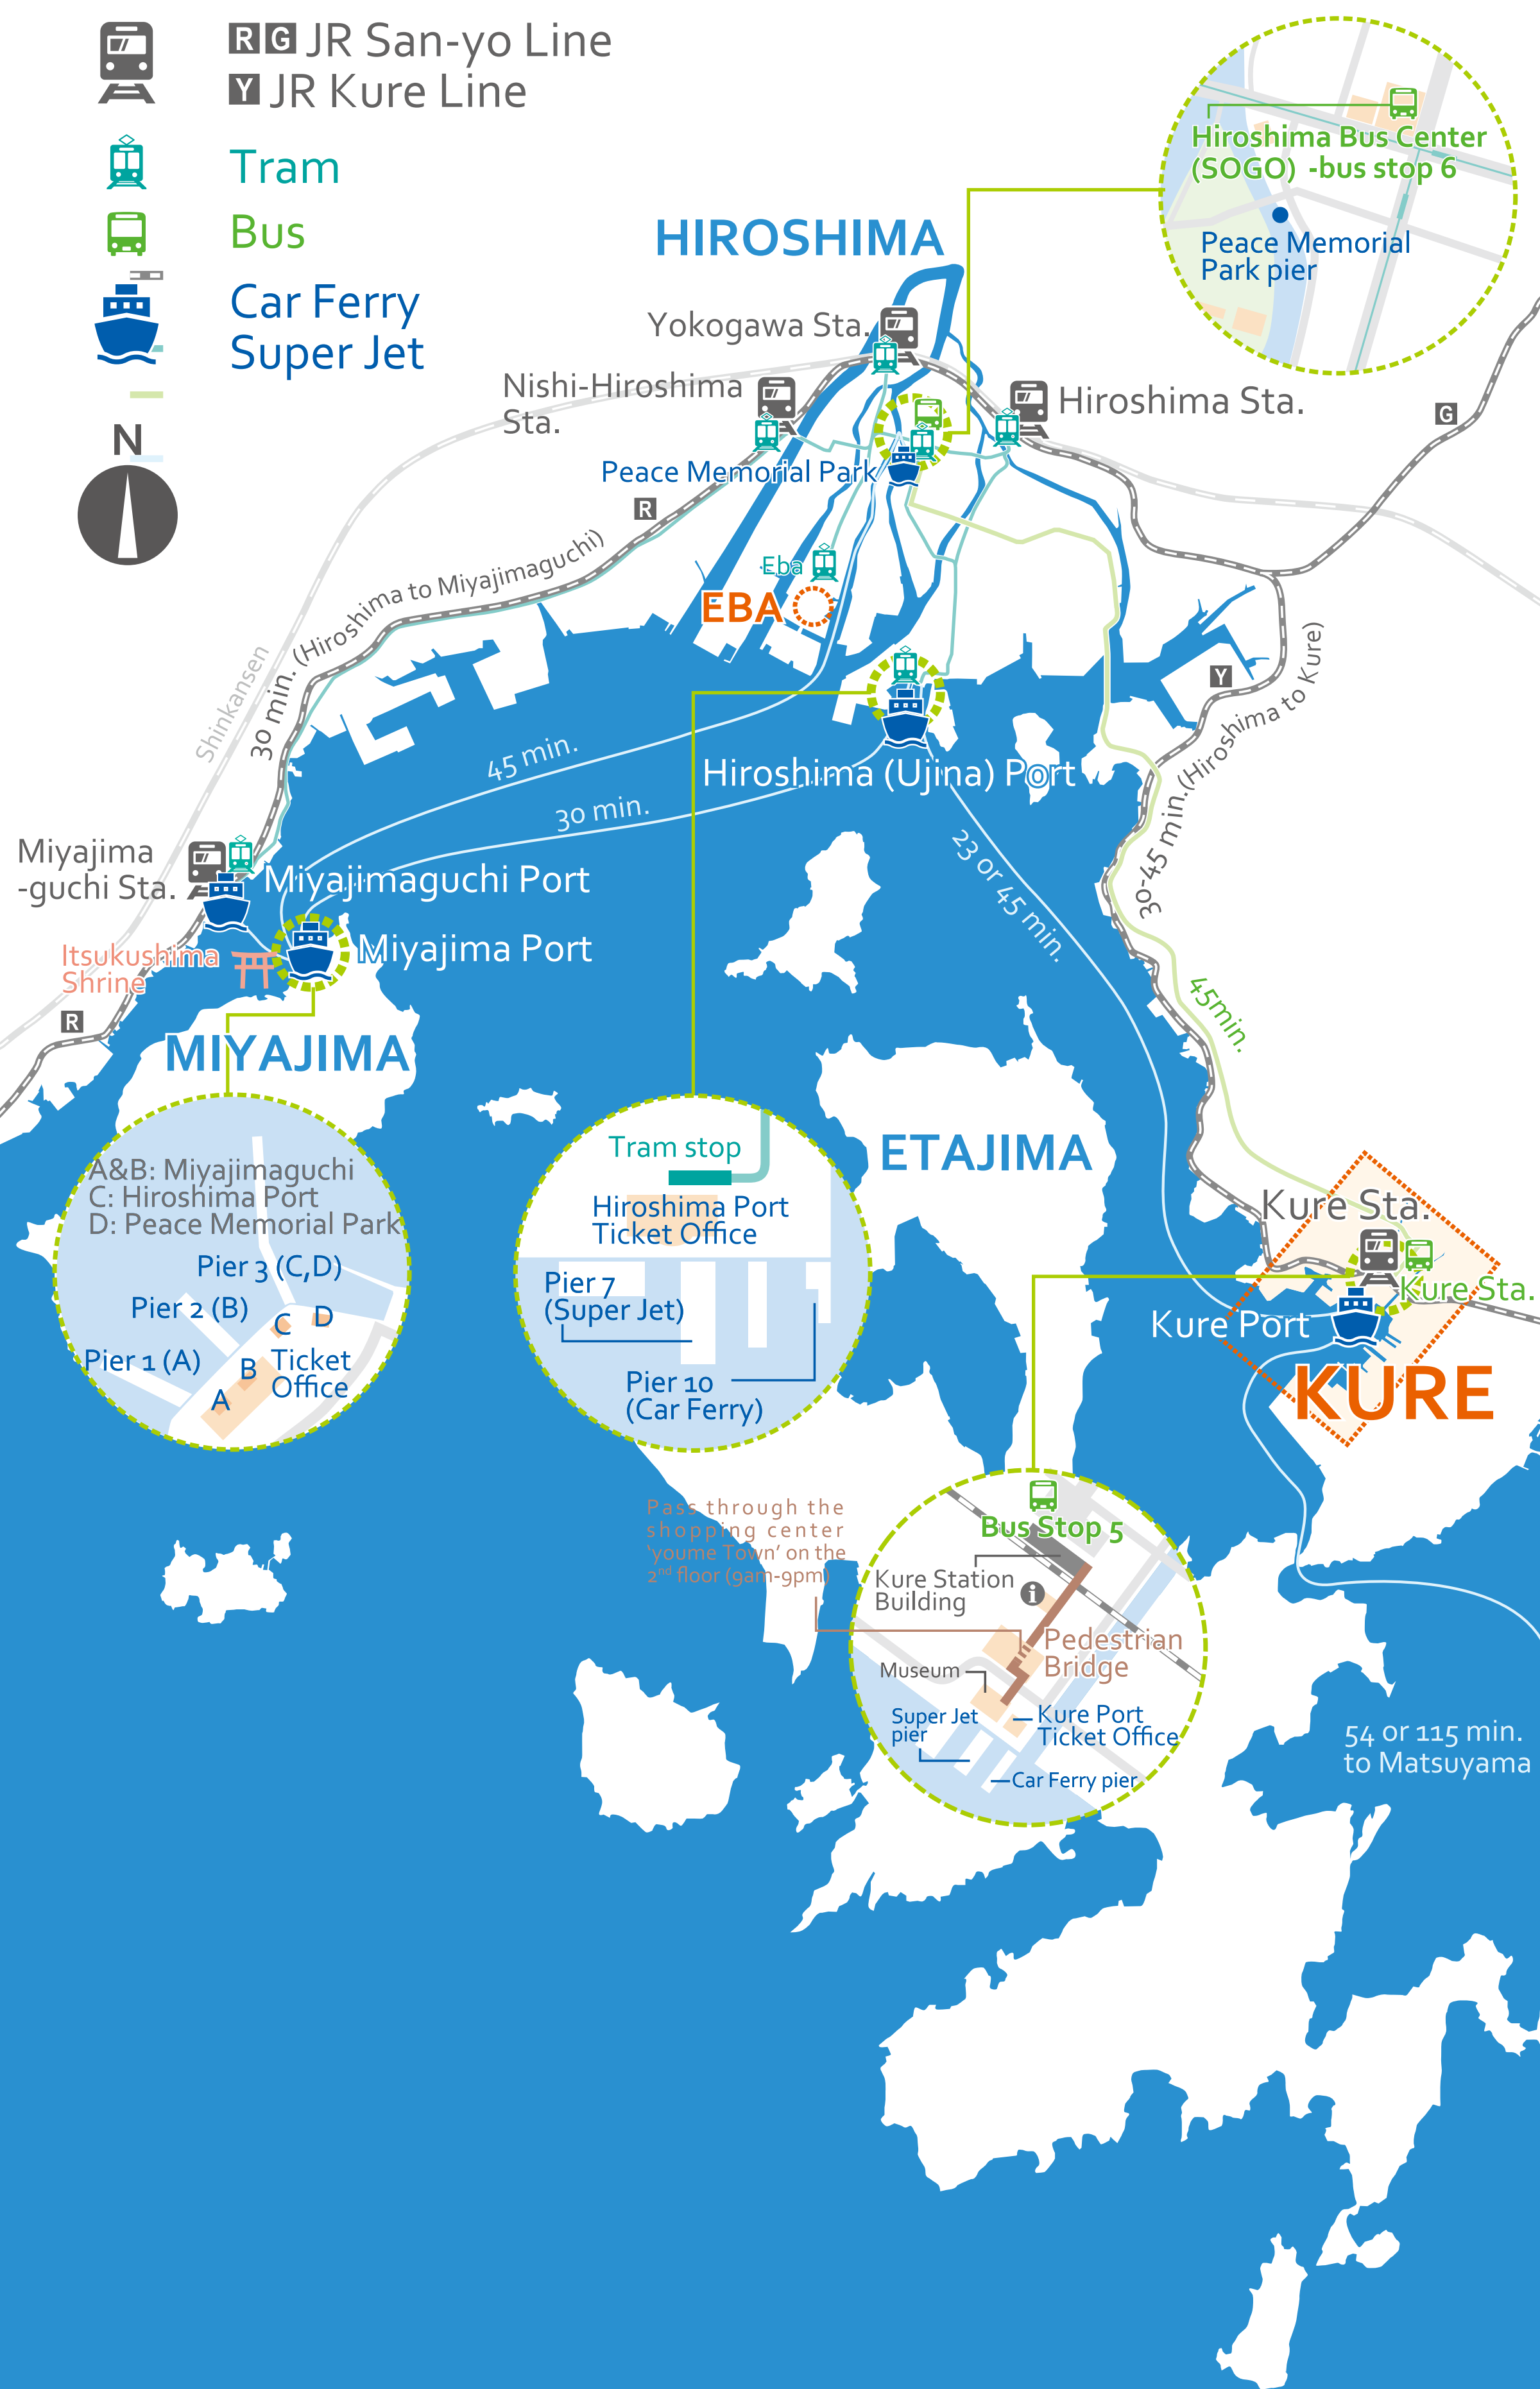 R G JR San-yo Line
Y JR Kure Line
Tram
Bus
Car Ferry
Super Jet
N
Hiroshima Bus Center
(SOGO) -bus stop 6
Peace Memorial
Park pier
HIROSHIMA
Yokogawa Sta.
Nishi-Hiroshima
Sta.
Hiroshima Sta.
G
Peace Memorial Park
R
Eba
EBA
30 min. (Hiroshima to Miyajimaguchi)
Shinkansen
Y
30-45 min.(Hiroshima to Kure)
45 min.
30 min.
Hiroshima (Ujina) Port
23 or 45 min.
Miyajima
-guchi Sta.
Miyajimaguchi Port
Miyajima Port
Itsukushima
Shrine
R
MIYAJIMA
45min.
A&B: Miyajimaguchi
C: Hiroshima Port
D: Peace Memorial Park
Pier 3 (C,D)
Pier 2 (B)
C D
Pier 1 (A)
B
A
Ticket
Office
Tram stop
Hiroshima Port
Ticket Office
Pier 7
(Super Jet)
Pier 10
(Car Ferry)
ETAJIMA
Kure Sta.
Kure Sta.
Kure Port
KURE
Pass through the
shopping center
'youme Town' on the
2nd floor (9am-9pm)
Bus Stop 5
Kure Station
Building
i
Pedestrian
Bridge
Museum
Super Jet
pier
Kure Port
Ticket Office
Car Ferry pier
54 or 115 min.
to Matsuyama